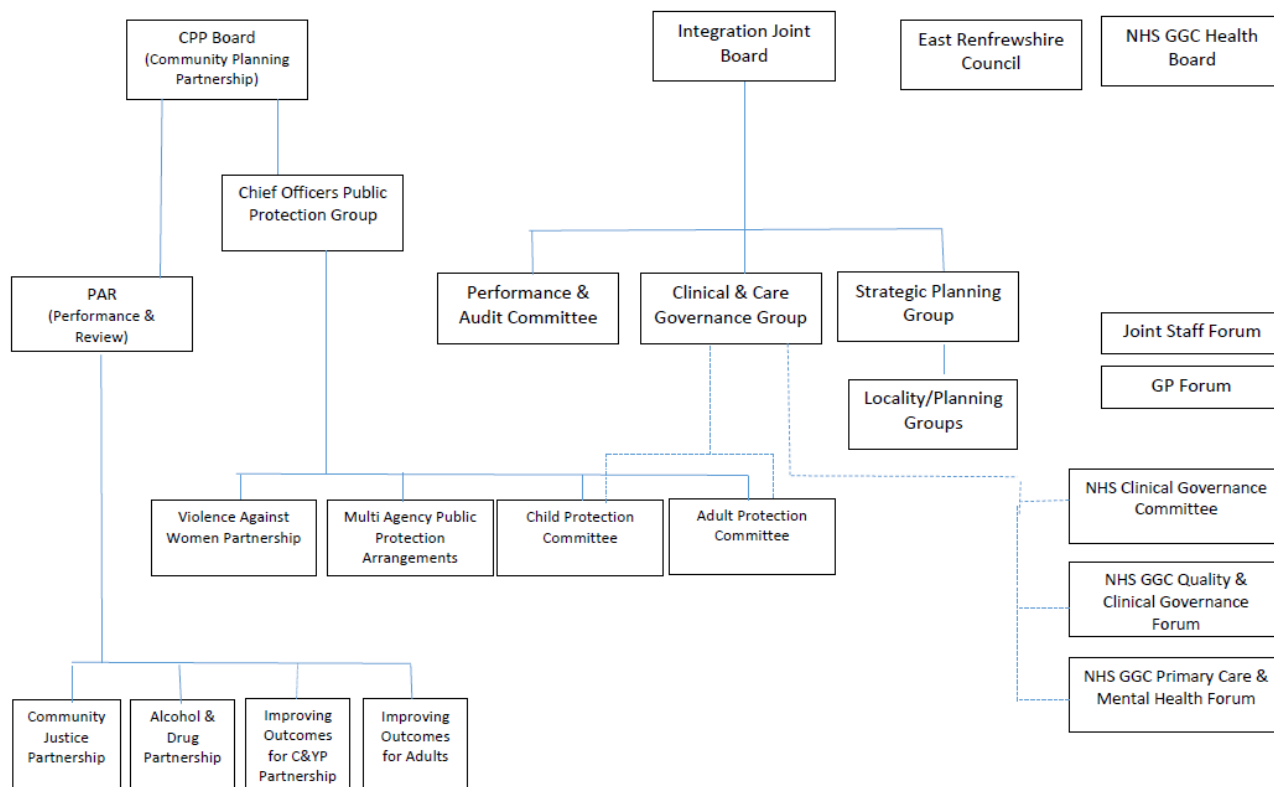 CPP Board
(Community Planning
Partnership)
Integration Joint
Board
East Renfrewshire
Council
NHS GGC Health
Board
Chief Officers Public
Protection Group
PAR
(Performance &
Review)
Performance &
Audit Committee
Clinical & Care
Governance Group
Strategic Planning
Group
Joint Staff Forum
GP Forum
Locality/Planning
Groups
Violence Against
Women Partnership
Multi Agency Public
Protection
Arrangements
Child Protection
Committee
Adult Protection
Committee
NHS Clinical Governance
Committee
NHS GGC Quality &
Clinical Governance
Forum
NHS GGC Primary Care &
Mental Health Forum
Community
Justice
Partnership
Alcohol &
Drug
Partnership
Improving
Outcomes
for C&YP
Partnership
Improving
Outcomes
for Adults